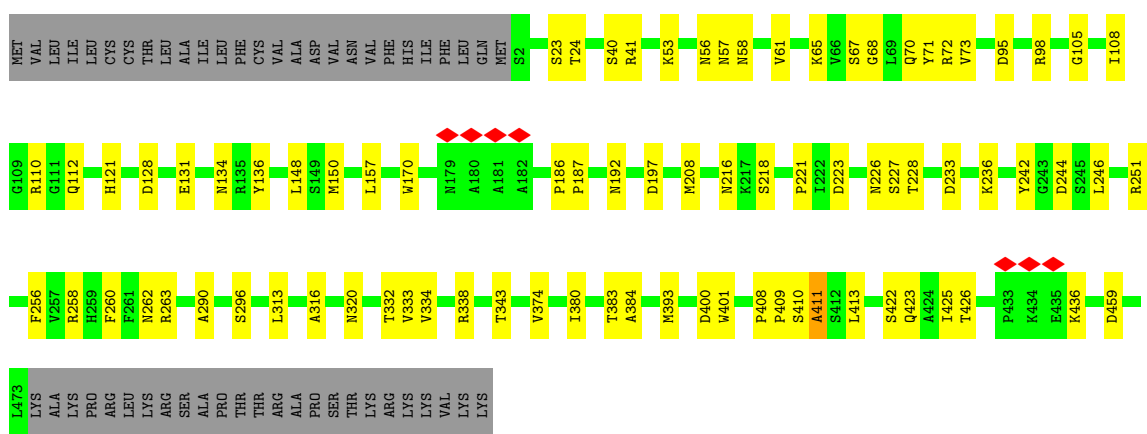 MET VAL LEU ILE LEU CYS CYS THR LEU ALA ILE LEU PHE CYS VAL ALA ASP VAL ASN VAL PHE HIS ILE PHE LEU GLN MET S2 S23 T24 S40 R41 K53 N56 N57 N58 V61 K65 V66 S67 G68 L69 Q70 Y71 R72 V73 D95 R98 G105 I108
G109 R110 G111 Q112 H121 D128 E131 N134 R135 Y136 L148 S149 M150 L157 W170 N179 A180 A181 A182 P186 P187 N192 D197 M208 N216 K217 S218 P221 I222 D223 N226 S227 T228 D233 K236 Y242 G243 D244 S245 L246 R251
F256 V257 R258 H259 F260 F261 N262 R263 A290 S296 L313 A316 N320 T332 V333 V334 R338 T343 V374 I380 T383 A384 M393 D400 W401 P408 P409 S410 A411 S412 L413 S422 Q423 A424 I425 T426 P433 K434 E435 K436 D459
L473 LYS ALA LYS PRO ARG LEU LYS ARG SER ALA PRO THR THR ARG ALA PRO SER THR LYS ARG LYS LYS VAL LYS LYS